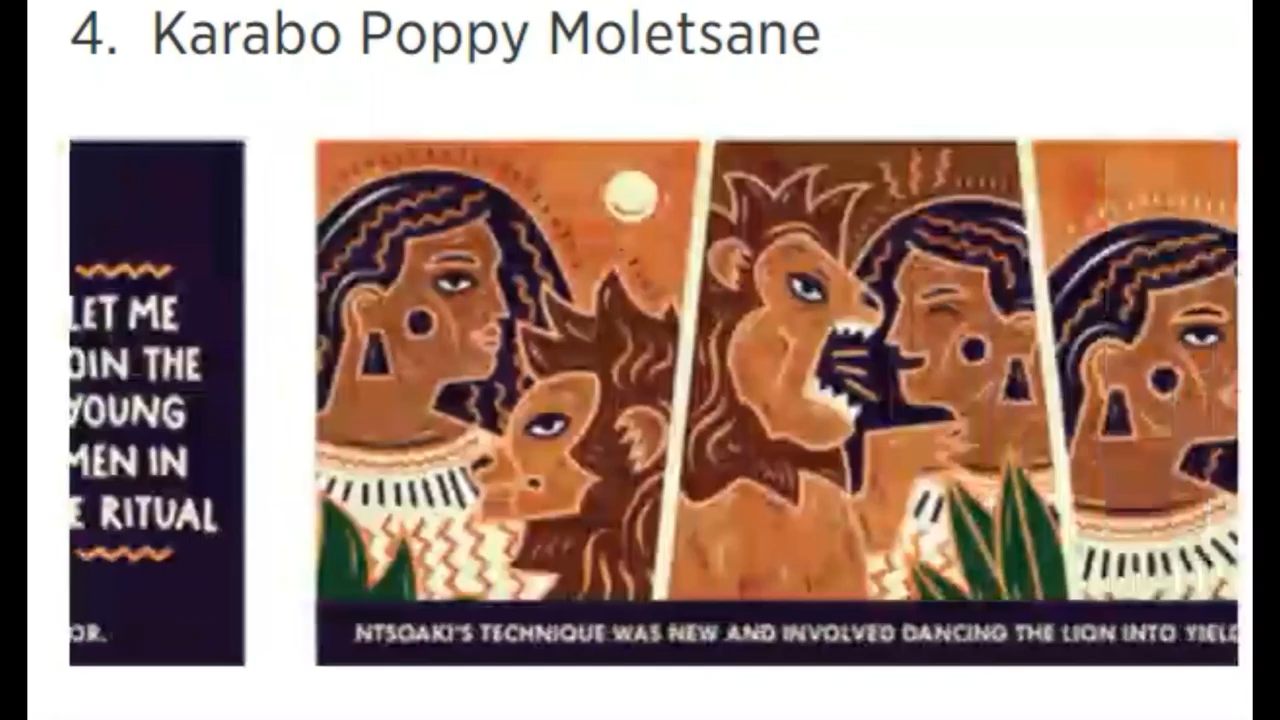 4. Karabo Poppy Moletsane
LET ME
OIN THE
YOUNG
MEN IN
E RITUAL
OR.
NTSOAKI'S TECHNIQUE WAS NEW AND INVOLVED DANCING THE LION INTO YIELD